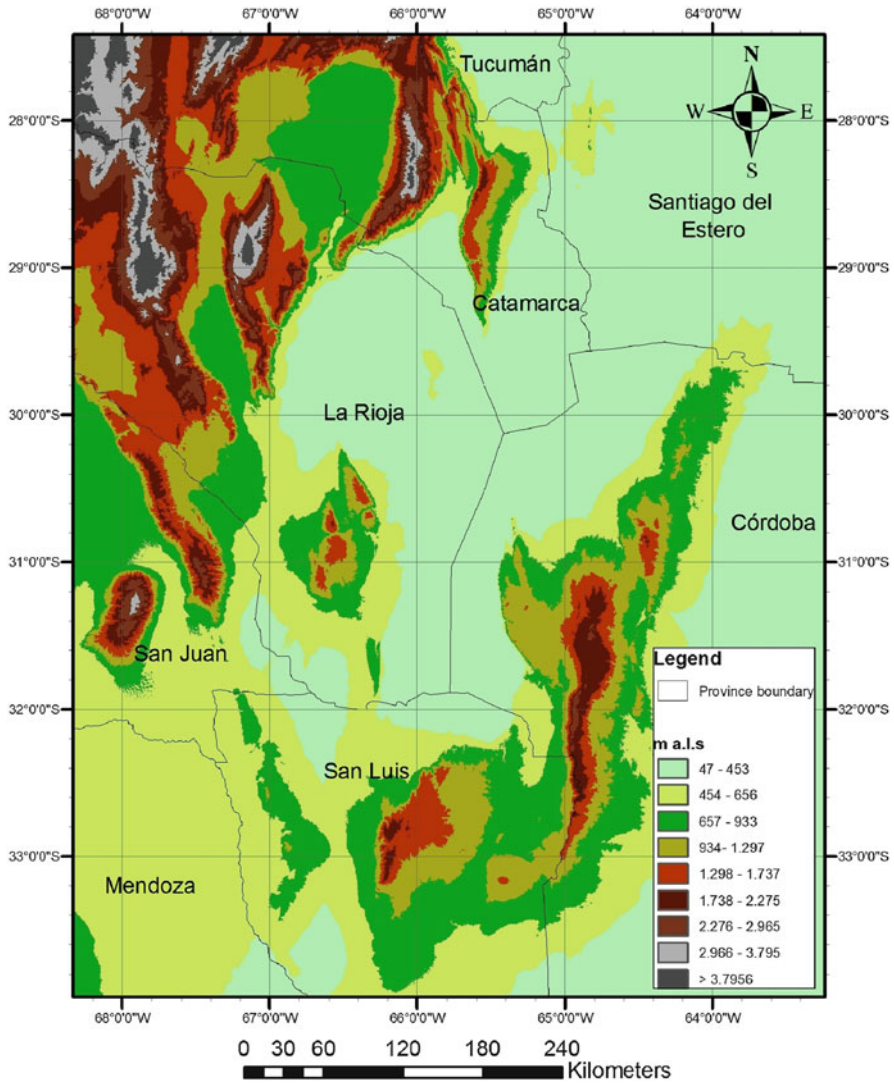 68°0'0"W 67°0'0"W 66°0'0"W 65°0'0"W 64°0'0"W
Tucumán
N
W E
S
28°0'0"S 28°0'0"S
Santiago del
Estero
29°0'0"S 29°0'0"S
Catamarca
30°0'0"S 30°0'0"S
La Rioja
Córdoba
31°0'0"S 31°0'0"S
San Juan
Legend
Province boundary
32°0'0"S 32°0'0"S
m a.l.s
47 - 453
San Luis
454 - 656
657 - 933
934- 1.297
33°0'0"S 33°0'0"S
1.298 - 1.737
Mendoza
1.738 - 2.275
2.276 - 2.965
2.966 - 3.795
> 3.7956
68°0'0"W 67°0'0"W 66°0'0"W 65°0'0"W 64°0'0"W
0 30 60 120 180 240
Kilometers